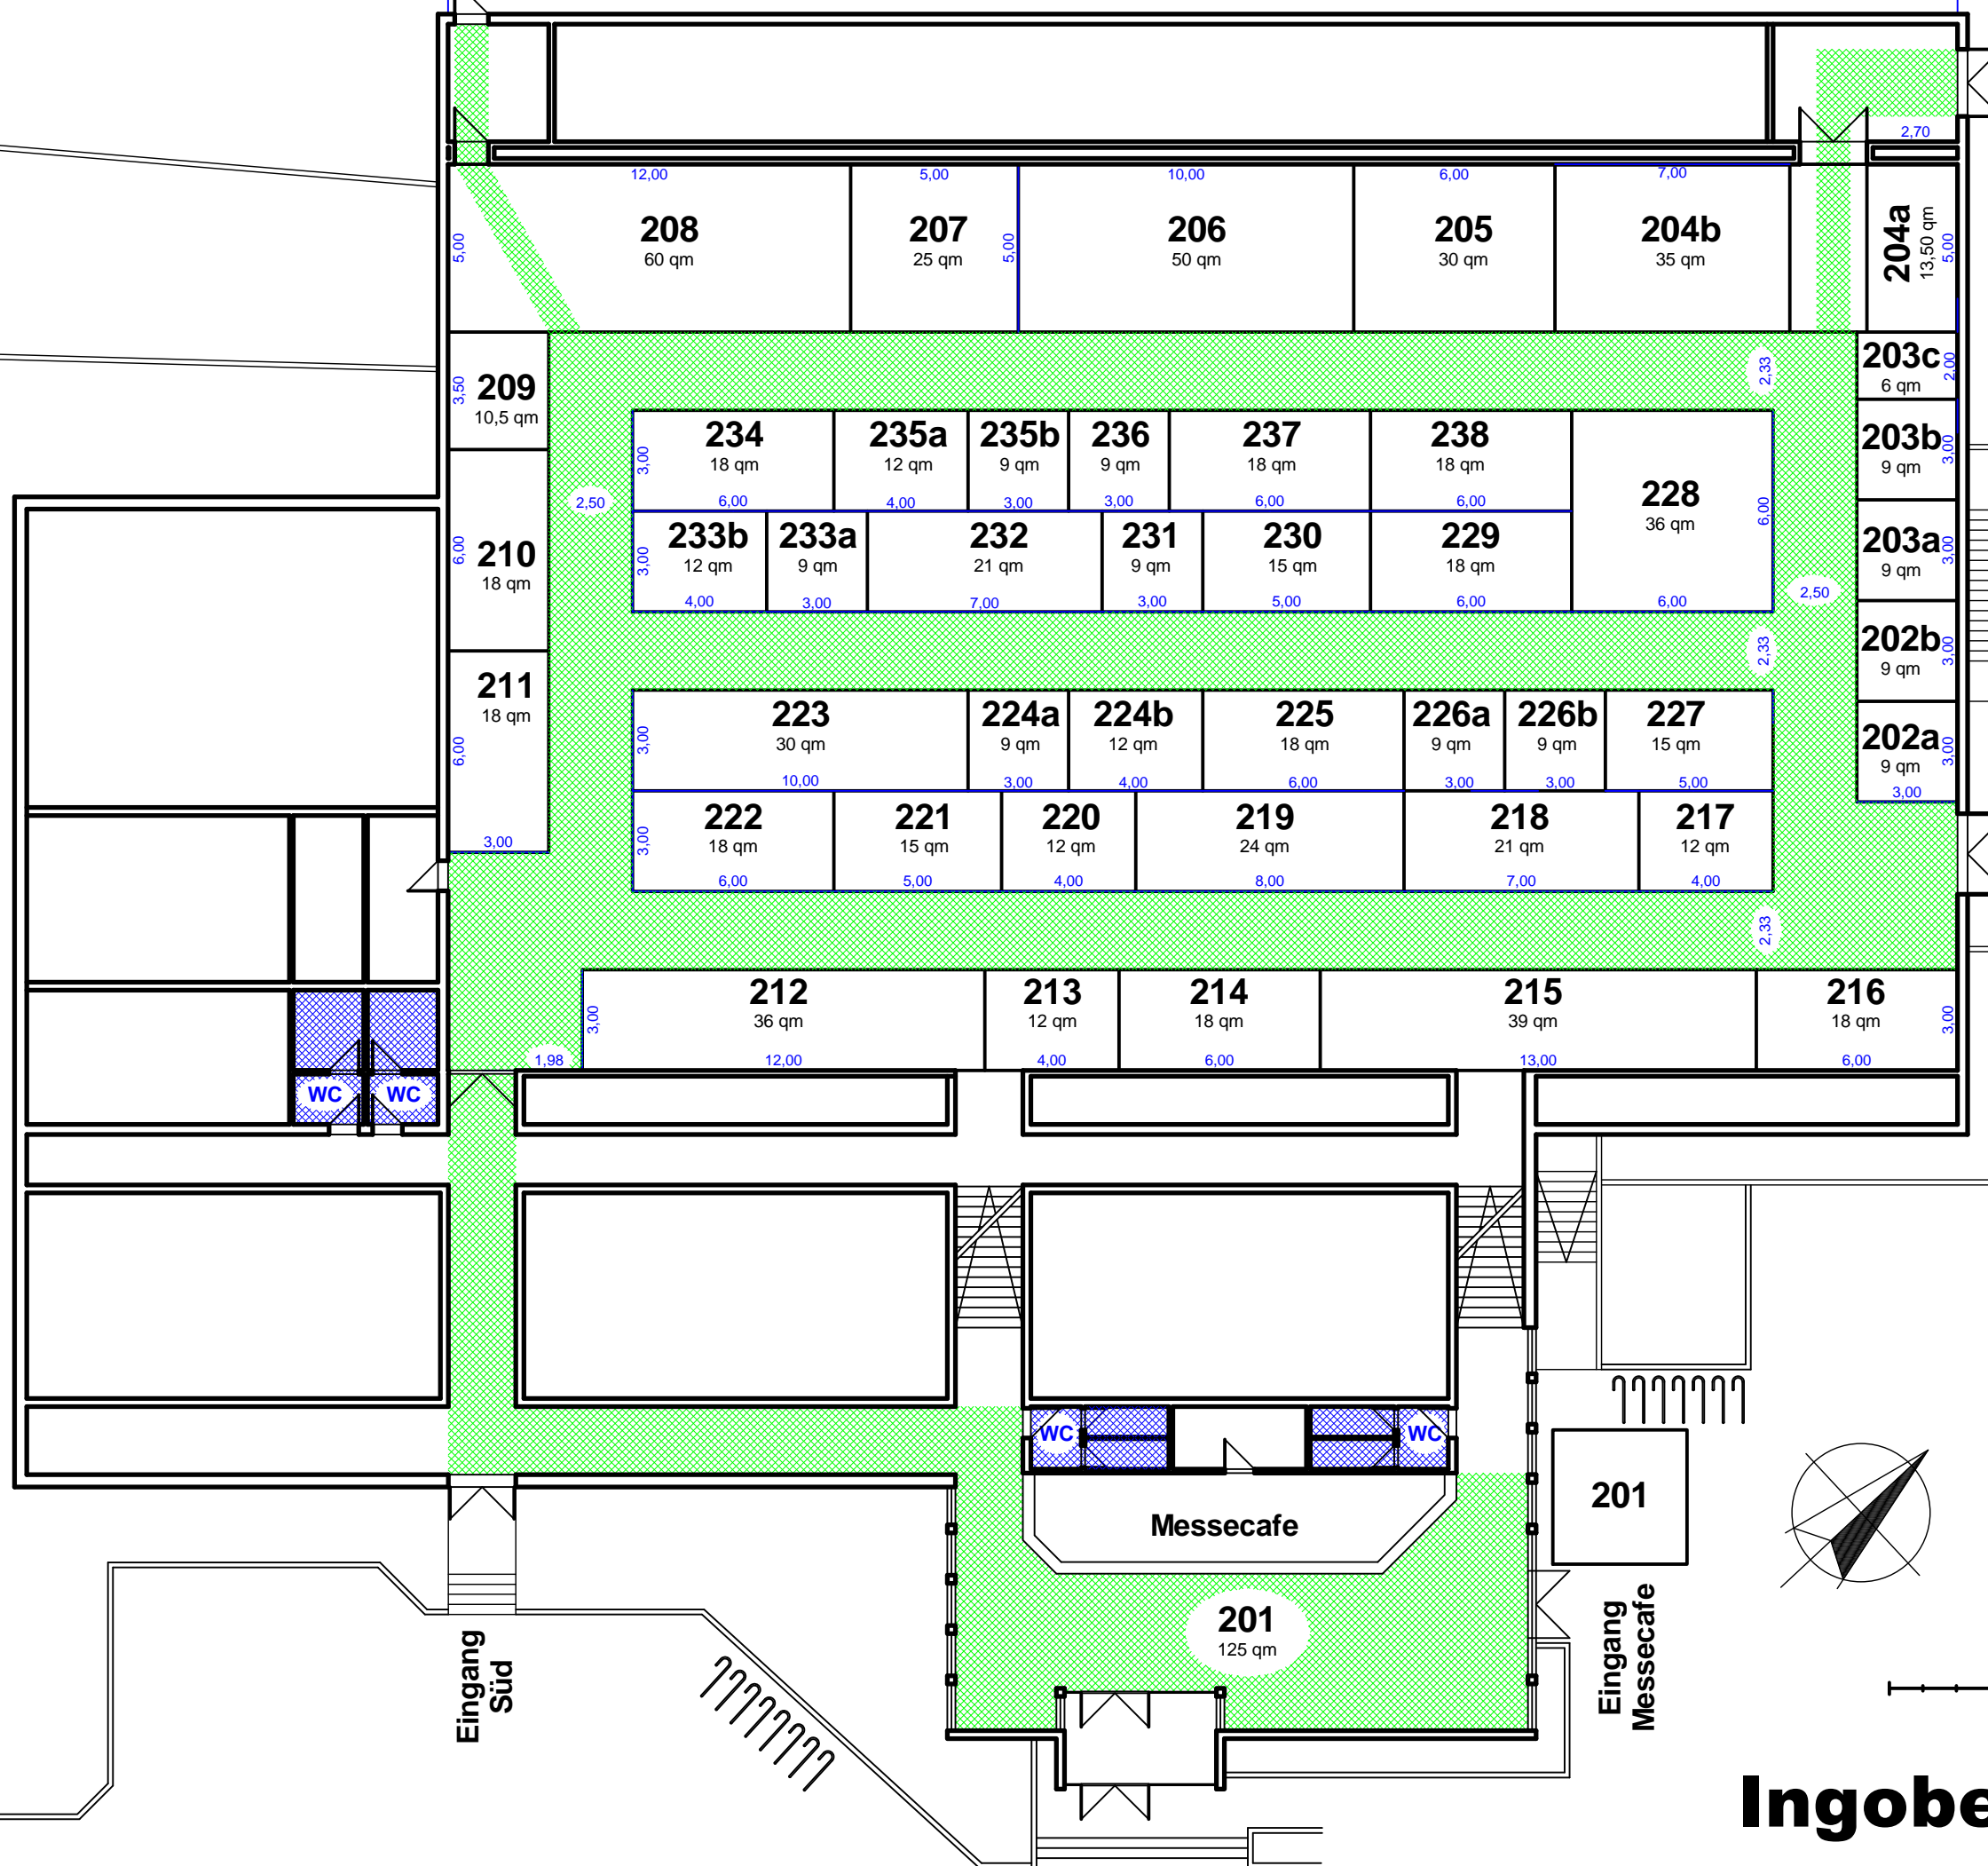 2,70
12,00
5,00
10,00
6,00
7,00
208
60 qm
5,00
207
25 qm
5,00
206
50 qm
205
30 qm
204b
35 qm
204a
13,50 qm
5,00
209
10,5 qm
3,50
2,33
203c
6 qm
2,00
234
18 qm
3,00
6,00
235a
12 qm
4,00
235b
9 qm
3,00
236
9 qm
3,00
237
18 qm
6,00
238
18 qm
6,00
228
36 qm
6,00
6,00
203b
9 qm
3,00
2,50
210
18 qm
6,00
233b
12 qm
3,00
4,00
233a
9 qm
3,00
232
21 qm
7,00
231
9 qm
3,00
230
15 qm
5,00
229
18 qm
6,00
203a
9 qm
3,00
2,50
2,33
202b
9 qm
3,00
211
18 qm
6,00
3,00
223
30 qm
3,00
10,00
224a
9 qm
3,00
224b
12 qm
4,00
225
18 qm
6,00
226a
9 qm
3,00
226b
9 qm
3,00
227
15 qm
5,00
202a
9 qm
3,00
3,00
222
18 qm
3,00
6,00
221
15 qm
5,00
220
12 qm
4,00
219
24 qm
8,00
218
21 qm
7,00
217
12 qm
4,00
2,33
212
36 qm
3,00
12,00
1,98
213
12 qm
4,00
214
18 qm
6,00
215
39 qm
13,00
216
18 qm
3,00
6,00
WC
WC
WC
WC
Messecafe
201
201
125 qm
Eingang
Süd
Eingang
Messecafe
Ingobe